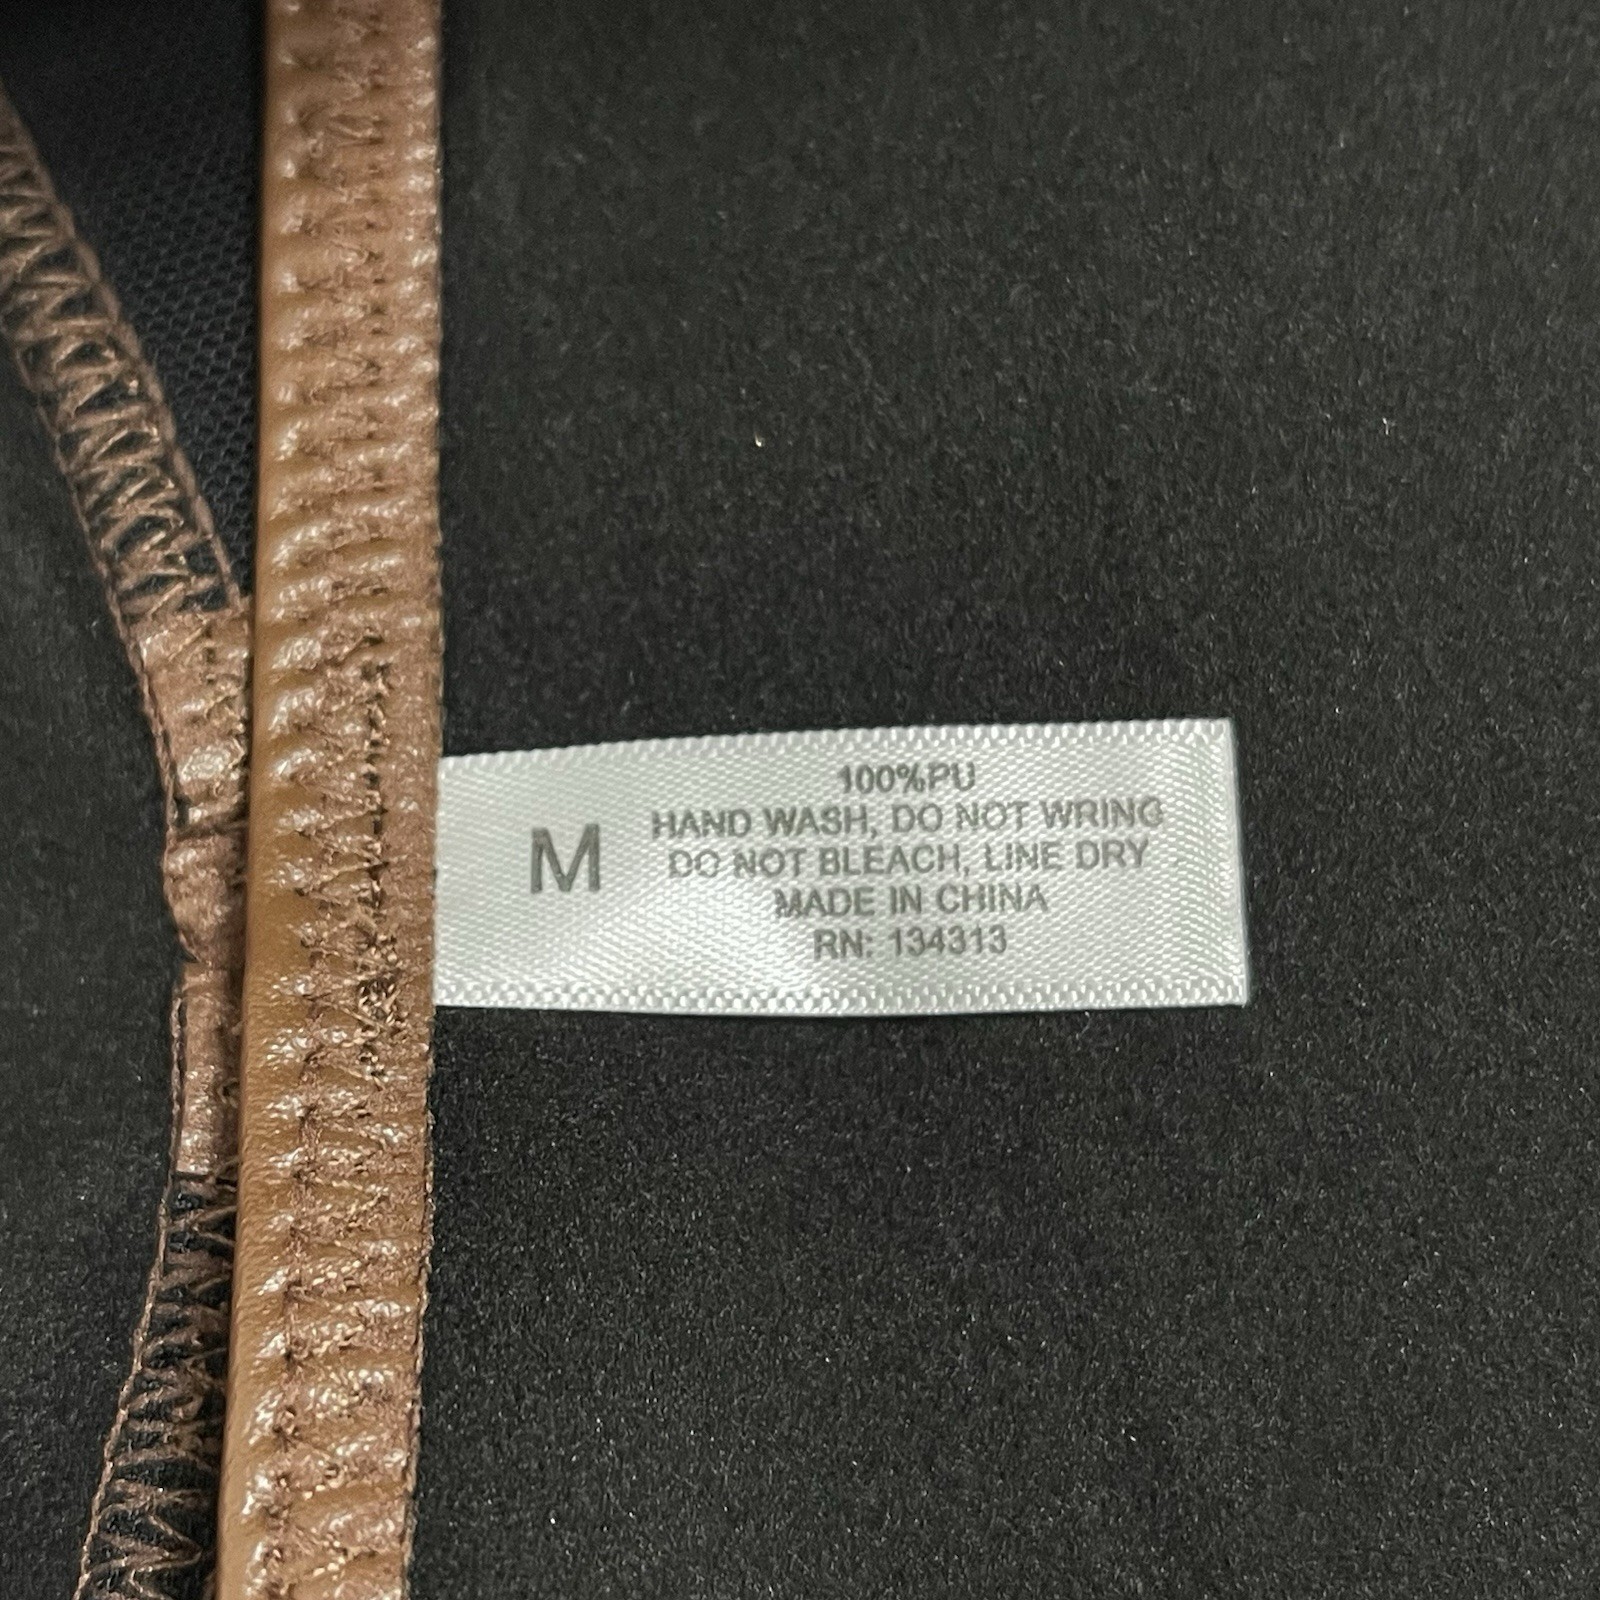 M
100%PU
HAND WASH, DO NOT WRING
DO NOT BLEACH, LINE DRY
MADE IN CHINA
RN: 134313